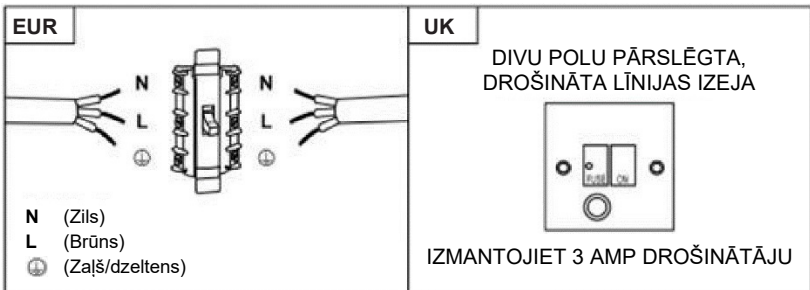 EUR
N
L
N
L
N (Zils)
L (Brūns)
(Zaļš/dzeltens)
UK
DIVU POLU PĀRSLĒGTA,
DROŠINĀTA LĪNIJAS IZEJA
FUSE
ON
IZMANTOJIET 3 AMP DROŠINĀTĀJU